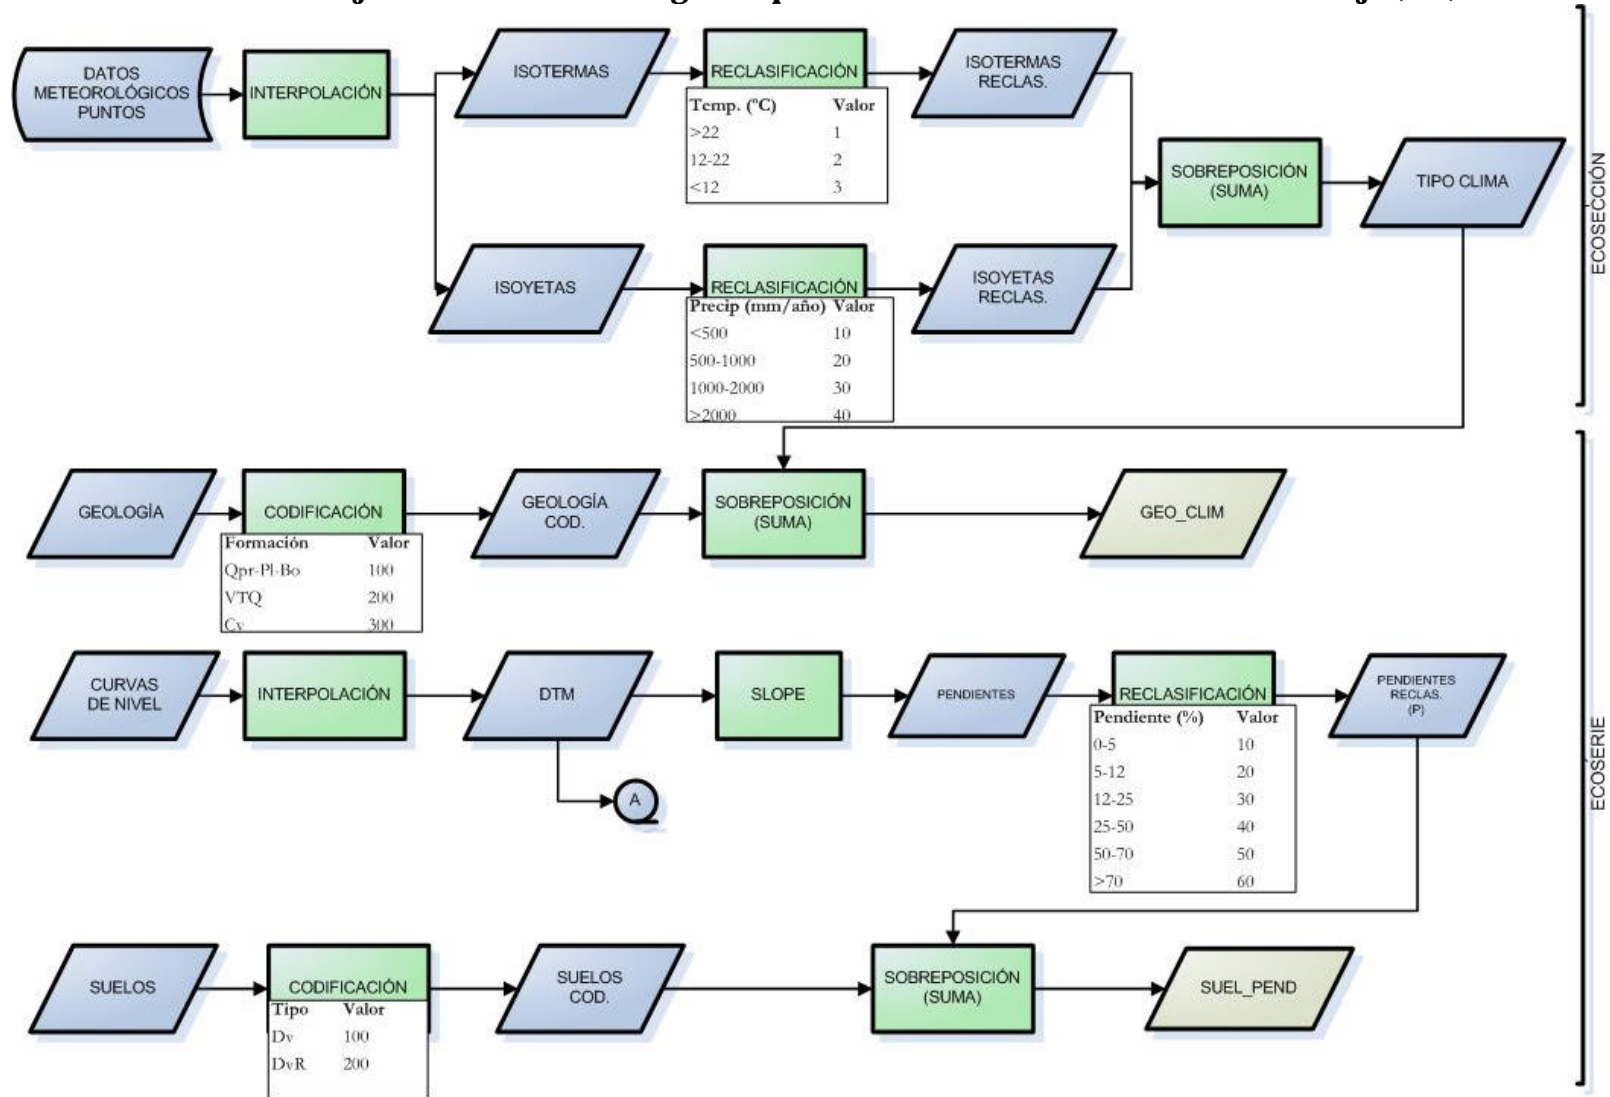 DATOS
METEOROLÓGICOS
PUNTOS
INTERPOLACIÓN
ISOTERMAS
RECLASIFICACIÓN
Temp. (ºC) Valor
>22 1
12-22 2
<12 3
ISOTERMAS
RECLAS.
ISOYETAS
RECLASIFICACIÓN
Precip (mm/año) Valor
<500 10
500-1000 20
1000-2000 30
>2000 40
ISOYETAS
RECLAS.
SOBREPOSICIÓN
(SUMA)
TIPO CLIMA
ECOSECCIÓN
GEOLOGÍA
CODIFICACIÓN
Formación Valor
Qpr-Pl-Bo 100
VTQ 200
Cv 300
GEOLOGÍA
COD.
SOBREPOSICIÓN
(SUMA)
GEO_CLIM
CURVAS
DE NIVEL
INTERPOLACIÓN
DTM
A
SLOPE
PENDIENTES
RECLASIFICACIÓN
Pendiente (%) Valor
0-5 10
5-12 20
12-25 30
25-50 40
50-70 50
>70 60
PENDIENTES
RECLAS.
(P)
SUELOS
CODIFICACIÓN
Tipo Valor
Dv 100
DvR 200
SUELOS
COD.
SOBREPOSICIÓN
(SUMA)
SUEL_PEND
ECOSERIE